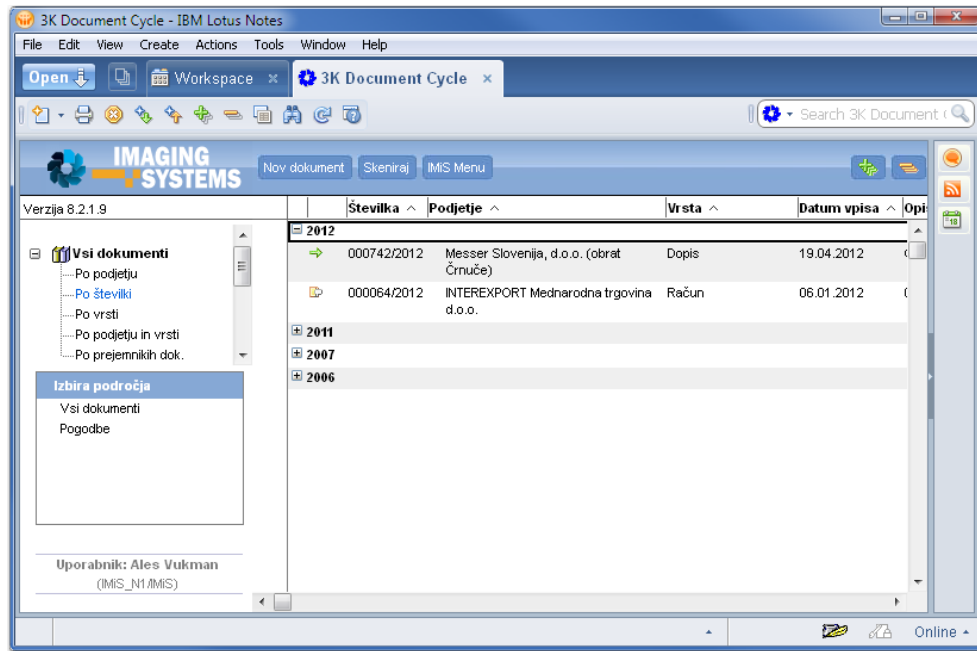 3K Document Cycle - IBM Lotus Notes
File Edit View Create Actions Tools Window Help
Open Workspace × 3K Document Cycle ×
Search 3K Document
IMAGING SYSTEMS
Nov dokument Skeniraj IMiS Menu
Verzija 8.2.1.9
Številka Podjetje Vrsta Datum vpisa
Vsi dokumenti
Po podjetju
Po številki
Po vrsti
Po podjetju in vrsti
Po prejemnikih dok.
Izbira področja
Vsi dokumenti
Pogodbe
Uporabnik: Ales Vukman
(IMiS_N1/IMiS)
2012
000742/2012 Messer Slovenija, d.o.o. (obrat Dopis 19.04.2012
Črnuče)
000064/2012 INTEREXPORT Mednarodna trgovina Račun 06.01.2012
d.o.o.
2011
2007
2006
18
Online